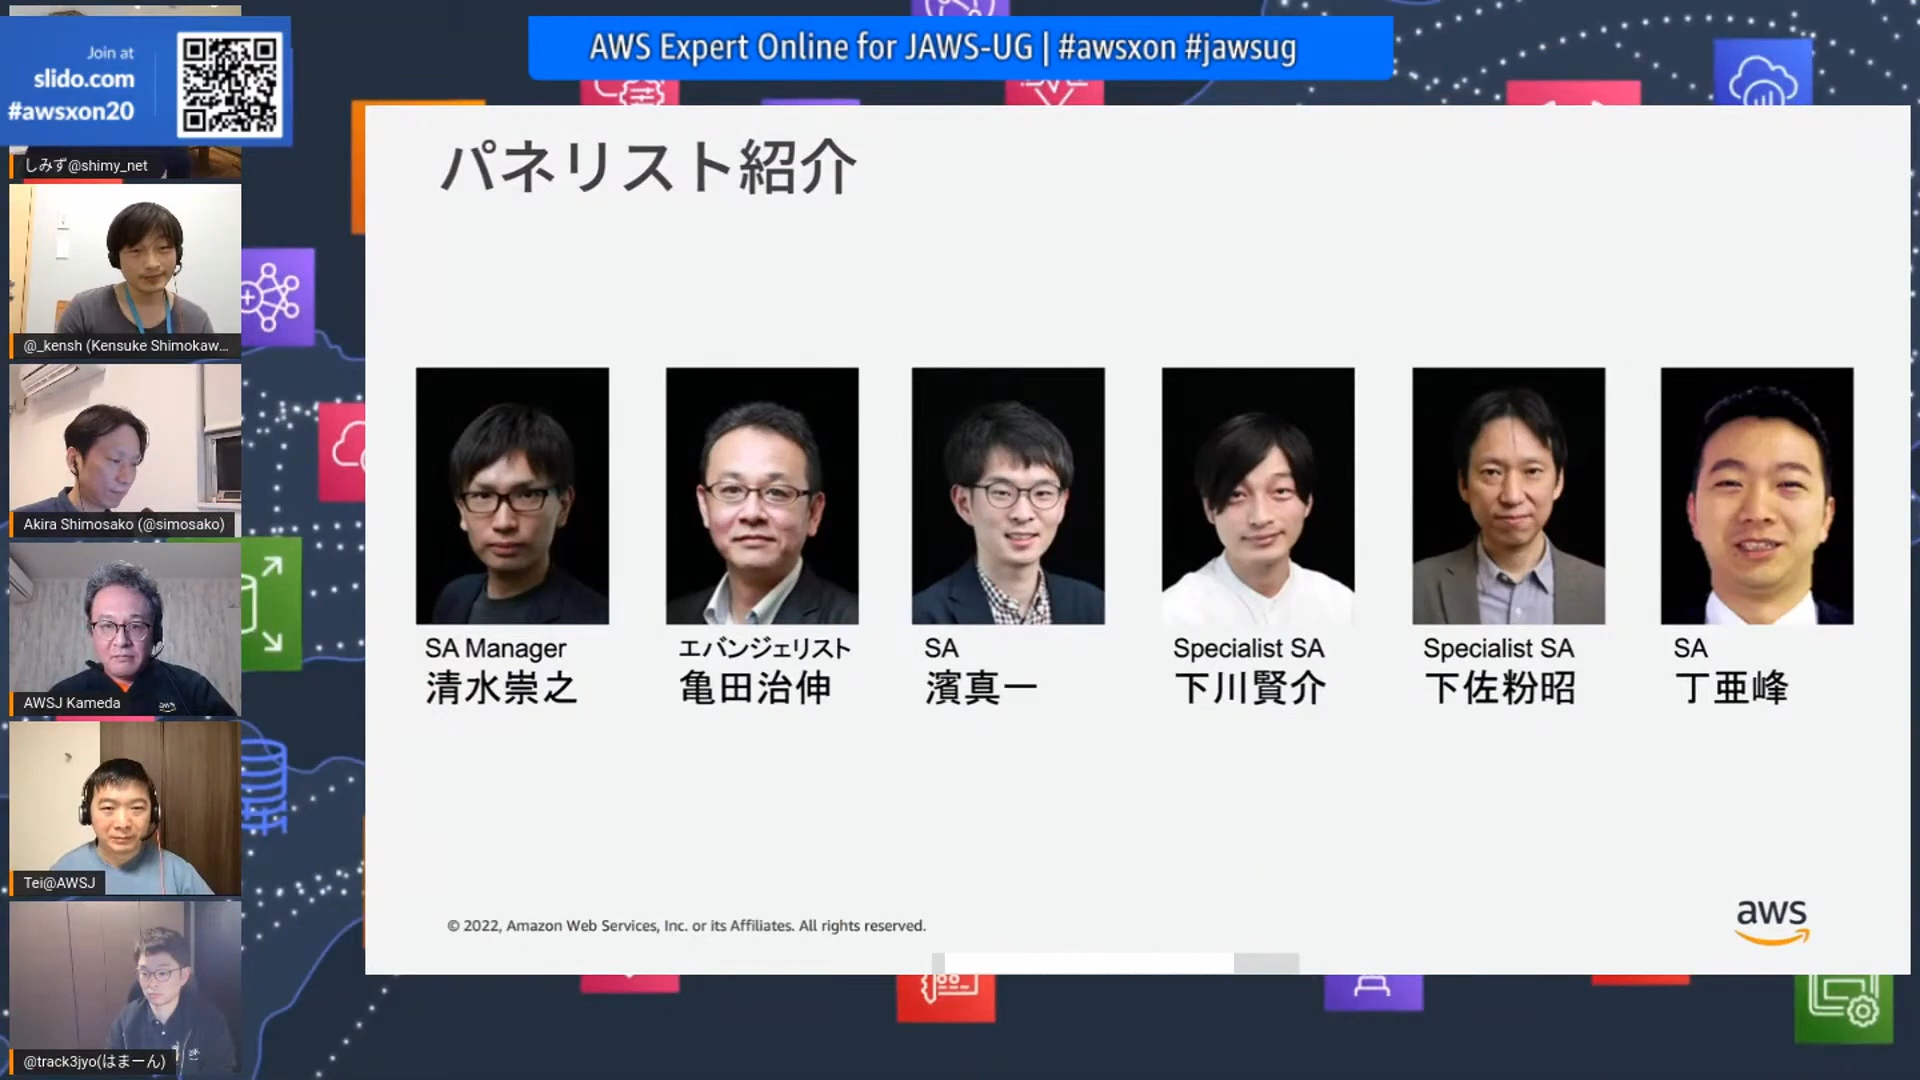 AWS Expert Online for JAWS-UG | #awsxon #jawsug
Join at
slido.com
#awsxon20
しみず@shimy_net
@_kensh (Kensuke Shimokaw...
Akira Shimosako (@simosako)
AWSJ Kameda
aws
Tei@AWSJ
@track3jyo(はまーん)
パネリスト紹介
SA Manager
清水崇之
エバンジェリスト
亀田治伸
SA
濱真一
Specialist SA
下川賢介
Specialist SA
下佐粉昭
SA
丁亜峰
© 2022, Amazon Web Services, Inc. or its Affiliates. All rights reserved.
aws